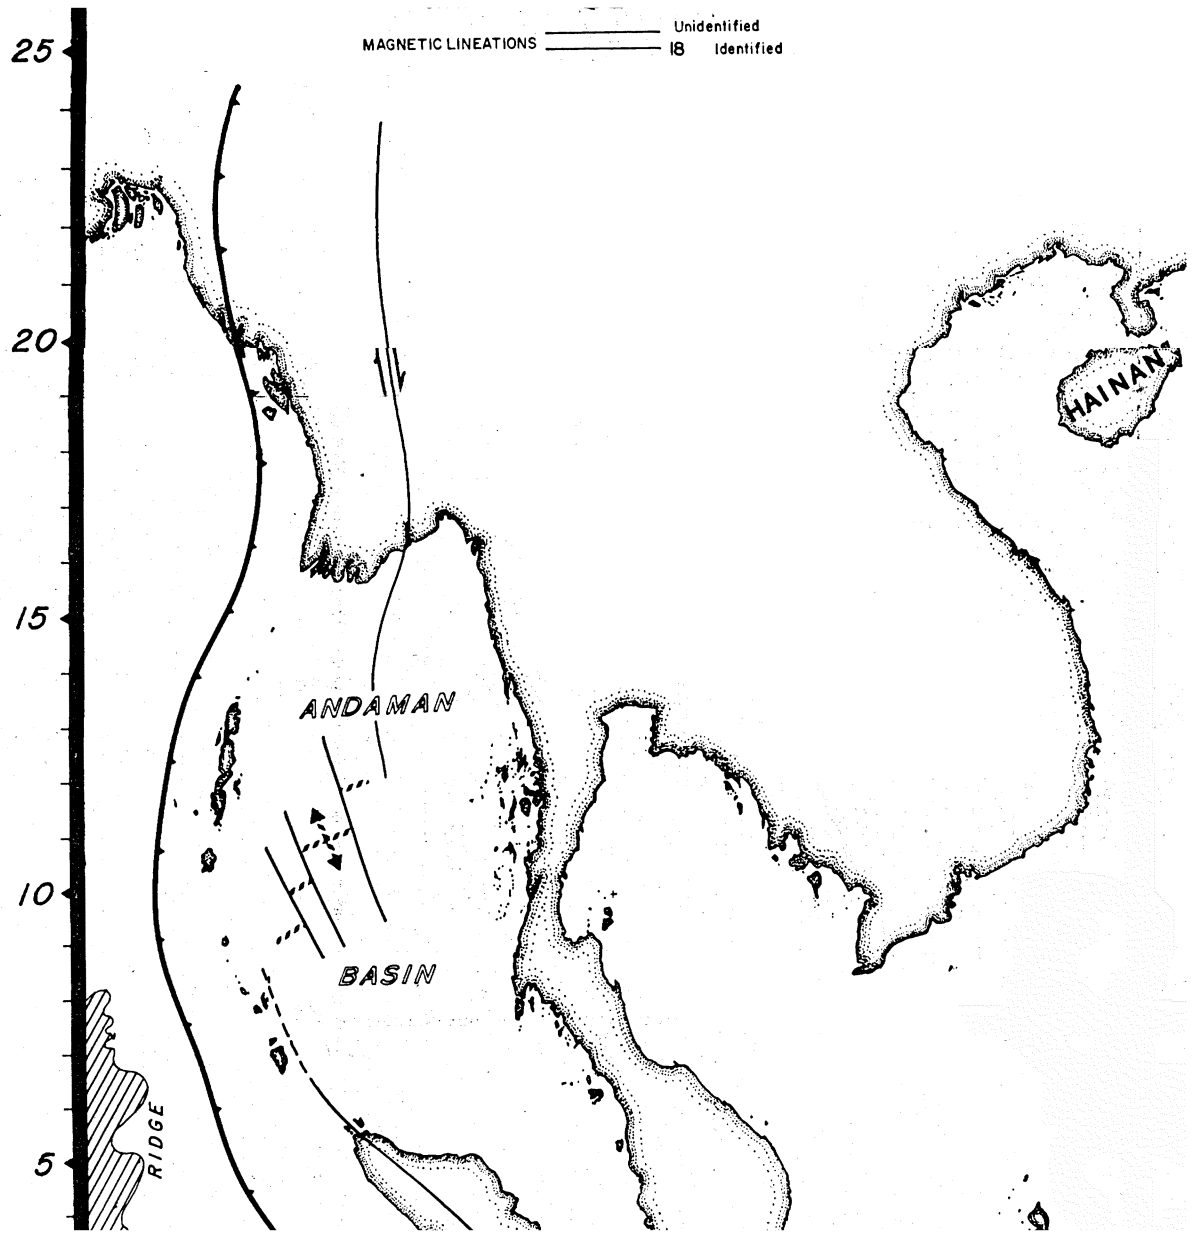 Unidentified
MAGNETIC LINEATIONS
18 Identified
25
20
HAINAN
15
ANDAMAN
10
BASIN
RIDGE
5